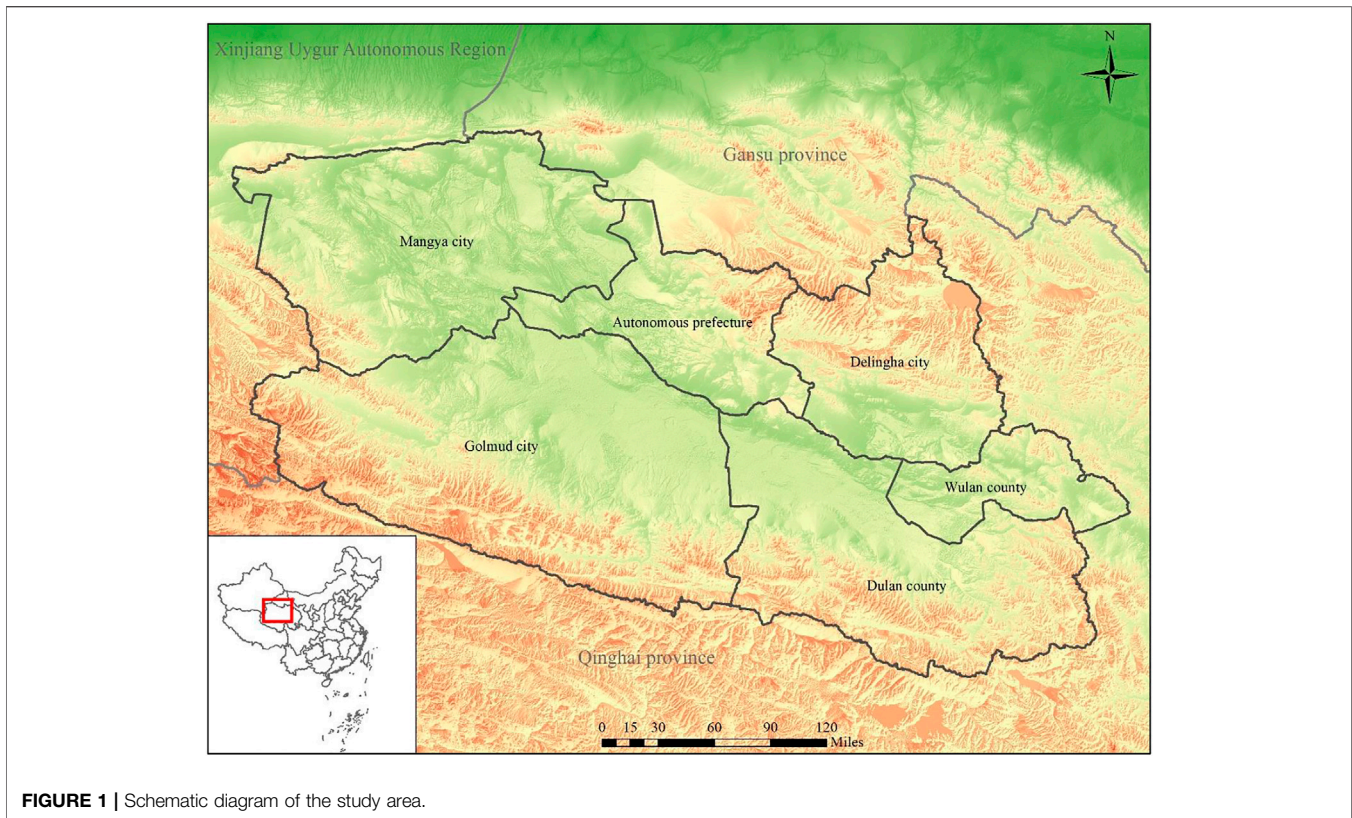 Xinjiang Uygur Autonomous Region
N
Gansu province
Mangya city
Autonomous prefecture
Delingha city
Golmud city
Wulan county
Dulan county
Qinghai province
0 15 30 60 90 120
Miles
FIGURE 1 | Schematic diagram of the study area.